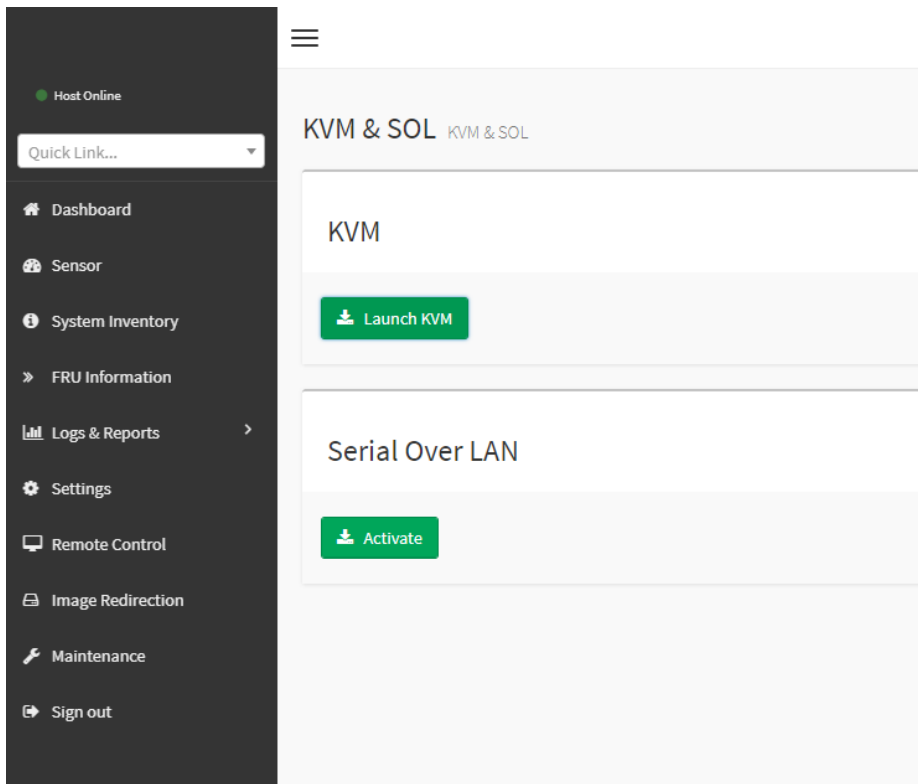 Host Online
Quick Link...
Dashboard
Sensor
System Inventory
FRU Information
Logs & Reports
Settings
Remote Control
Image Redirection
Maintenance
Sign out
KVM & SOL KVM & SOL
KVM
Launch KVM
Serial Over LAN
Activate